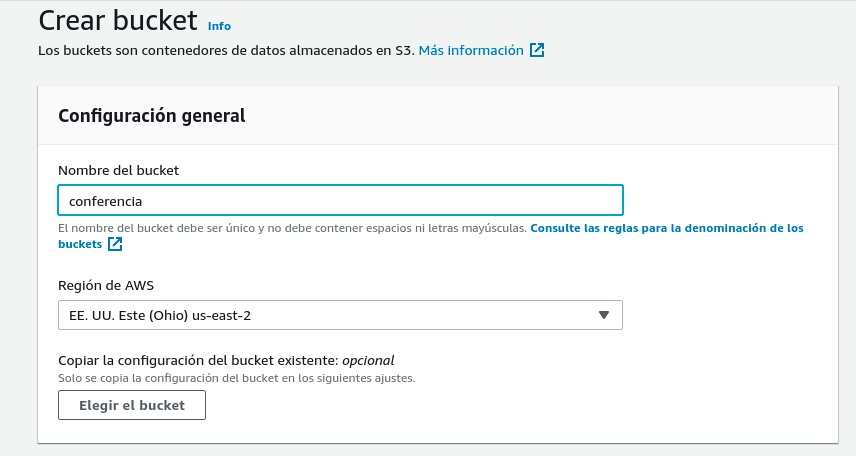 Crear bucket Info
Los buckets son contenedores de datos almacenados en S3. Más información
Configuración general
Nombre del bucket
conferencia
El nombre del bucket debe ser único y no debe contener espacios ni letras mayúsculas. Consulte las reglas para la denominación de los
buckets
Región de AWS
EE. UU. Este (Ohio) us-east-2
Copiar la configuración del bucket existente: opcional
Solo se copia la configuración del bucket en los siguientes ajustes.
Elegir el bucket